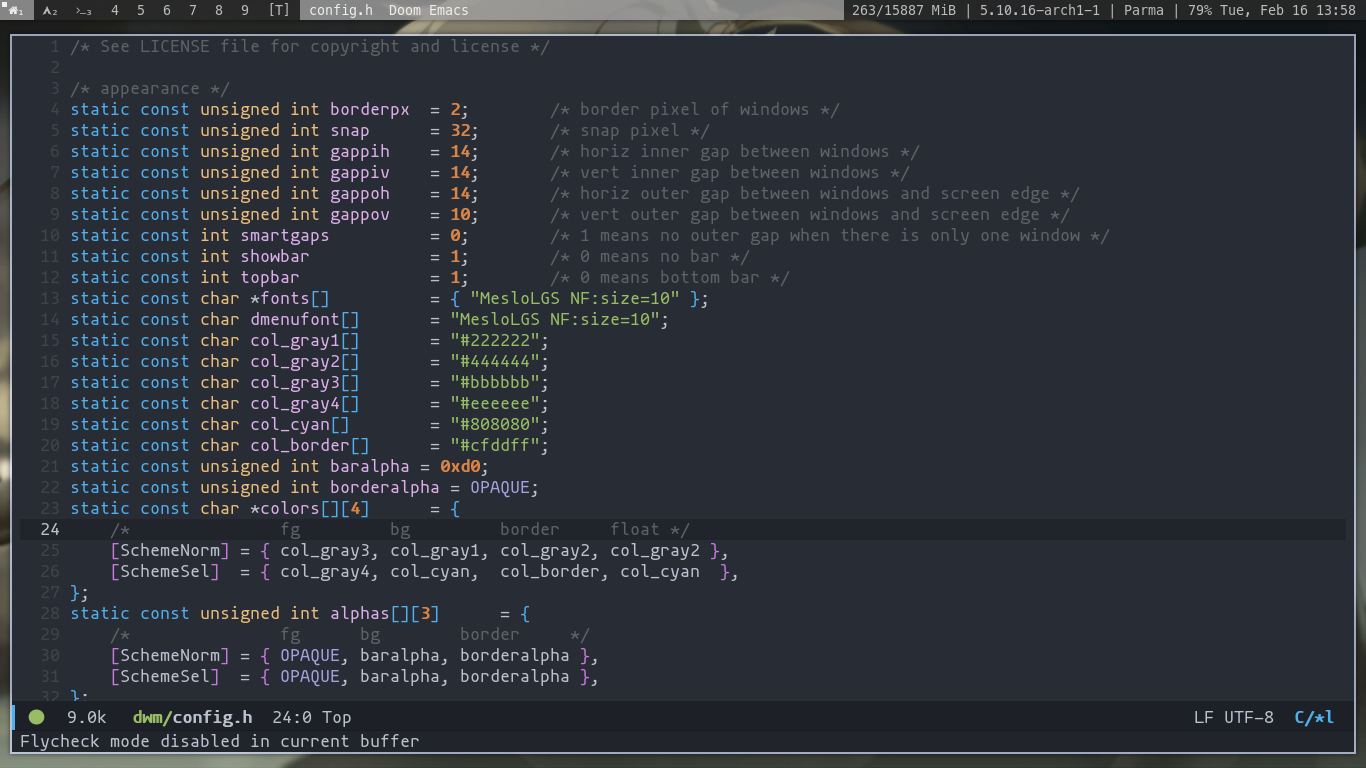 1 2 3 4 5 6 7 8 9 [T] config.h Doom Emacs 263/15887 MiB | 5.10.16-arch1-1 | Parma | 79% Tue, Feb 16 13:58
1 /* See LICENSE file for copyright and license */
2
3 /* appearance */
4 static const unsigned int borderpx  = 2;        /* border pixel of windows */
5 static const unsigned int snap      = 32;       /* snap pixel */
6 static const unsigned int gappih    = 14;       /* horiz inner gap between windows */
7 static const unsigned int gappiv    = 14;       /* vert inner gap between windows */
8 static const unsigned int gappoh    = 14;       /* horiz outer gap between windows and screen edge */
9 static const unsigned int gappov    = 10;       /* vert outer gap between windows and screen edge */
10 static const int smartgaps          = 0;        /* 1 means no outer gap when there is only one window */
11 static const int showbar            = 1;        /* 0 means no bar */
12 static const int topbar             = 1;        /* 0 means bottom bar */
13 static const char *fonts[]          = { "MesloLGS NF:size=10" };
14 static const char dmenufont[]       = "MesloLGS NF:size=10";
15 static const char col_gray1[]       = "#222222";
16 static const char col_gray2[]       = "#444444";
17 static const char col_gray3[]       = "#bbbbbb";
18 static const char col_gray4[]       = "#eeeeee";
19 static const char col_cyan[]        = "#808080";
20 static const char col_border[]      = "#cfddff";
21 static const unsigned int baralpha = 0xd0;
22 static const unsigned int borderalpha = OPAQUE;
23 static const char *colors[][4]      = {
24     /*               fg         bg         border     float */
25     [SchemeNorm] = { col_gray3, col_gray1, col_gray2, col_gray2 },
26     [SchemeSel]  = { col_gray4, col_cyan,  col_border, col_cyan  },
27 };
28 static const unsigned int alphas[][3]      = {
29     /*               fg      bg        border     */
30     [SchemeNorm] = { OPAQUE, baralpha, borderalpha },
31     [SchemeSel]  = { OPAQUE, baralpha, borderalpha },
32 };
9.0k dwm/config.h 24:0 Top LF UTF-8 C/*l
Flycheck mode disabled in current buffer